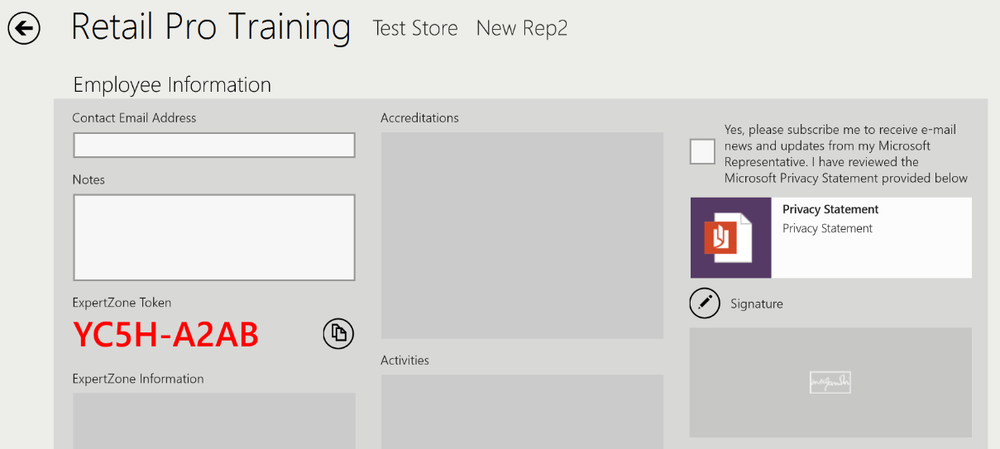 Retail Pro Training Test Store New Rep2
Employee Information
Contact Email Address
Notes
ExpertZone Token
YC5H-A2AB
ExpertZone Information
Accreditations
Activities
Yes, please subscribe me to receive e-mail
news and updates from my Microsoft
Representative. I have reviewed the
Microsoft Privacy Statement provided below
Privacy Statement
Privacy Statement
Signature